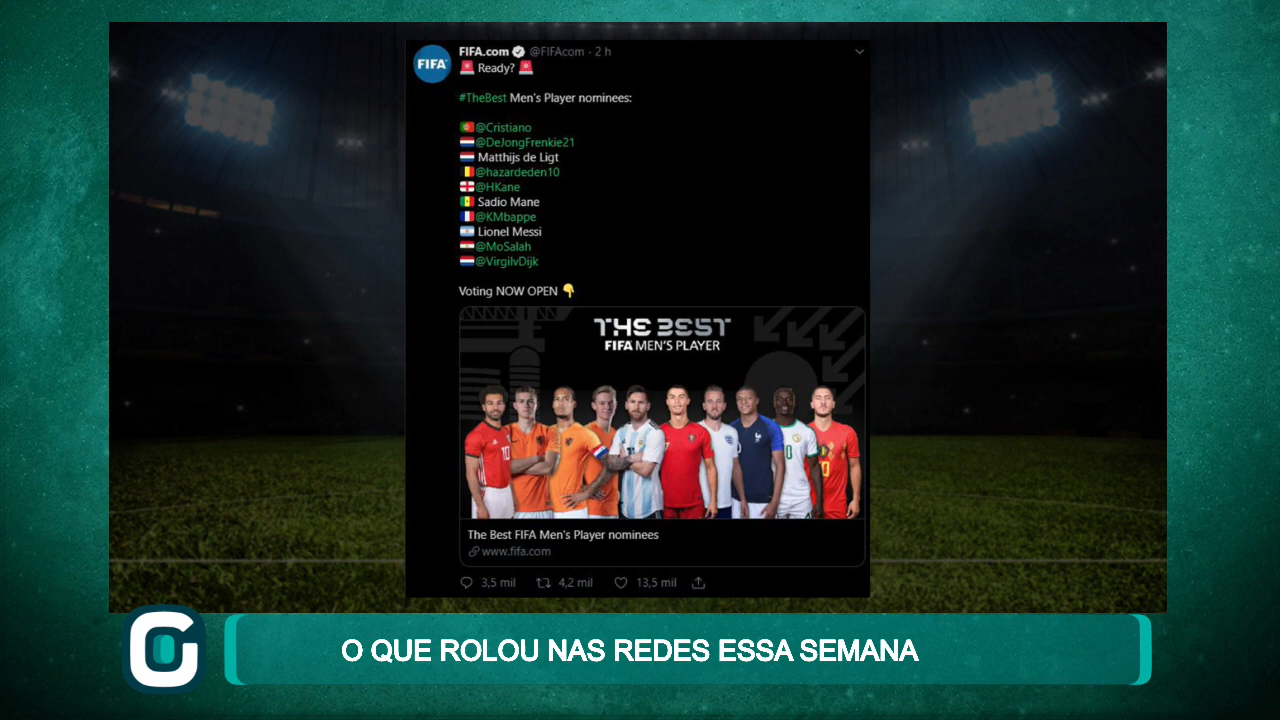 FIFA
FIFA.com @FIFAcom · 2 h
🚨 Ready? 🚨
#TheBest Men's Player nominees:
🇵🇹@Cristiano
🇳🇱@DeJongFrenkie21
🇳🇱 Matthijs de Ligt
🇧🇪@hazardeden10
🏴󠁧󠁢󠁥󠁮󠁧󠁿@HKane
🇸🇳 Sadio Mane
🇫🇷@KMbappe
🇦🇷 Lionel Messi
🇪🇬@MoSalah
🇳🇱@VirgilvDijk
Voting NOW OPEN 👇
THE BEST
FIFA MEN'S PLAYER
10
The Best FIFA Men's Player nominees
www.fifa.com
3,5 mil 4,2 mil 13,5 mil
O QUE ROLOU NAS REDES ESSA SEMANA